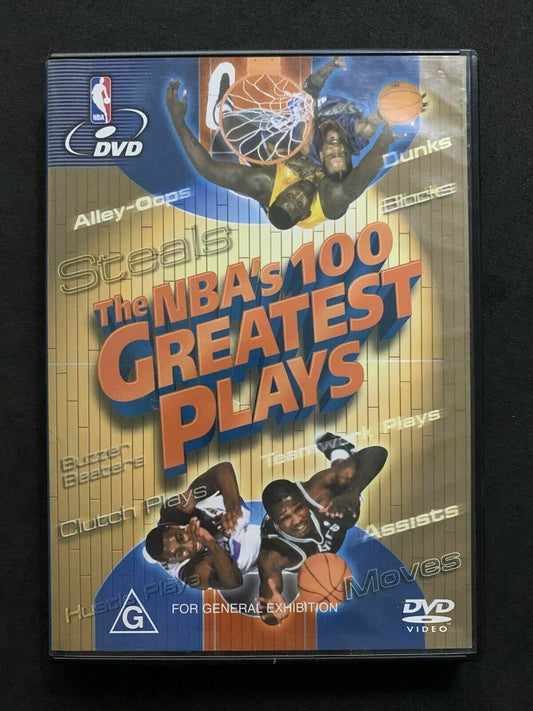 NBA
DVD
Dunks
Alley-Oops
Blocks
Steals
The NBA's 100
GREATEST
PLAYS
Teamwork Plays
Buzzer
Beaters
Clutch Plays
Assists
Moves
Hustle Plays
G
FOR GENERAL EXHIBITION
DVD
VIDEO